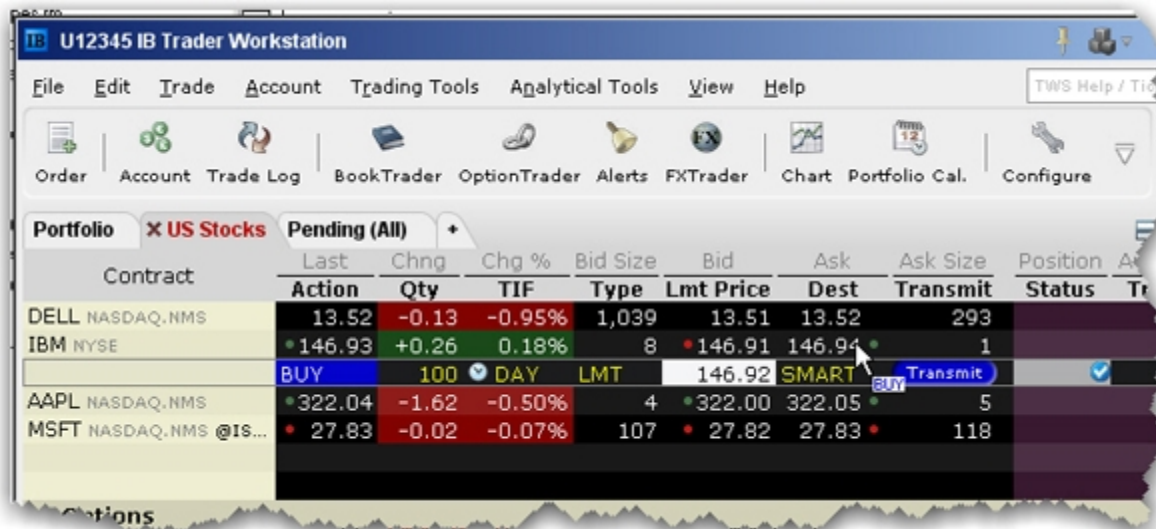 U12345 IB Trader Workstation
File Edit Trade Account Trading Tools Analytical Tools View Help TWS Help / Tic
Order Account Trade Log BookTrader OptionTrader Alerts FXTrader Chart Portfolio Cal. Configure
Portfolio US Stocks Pending (All) +
Contract
Last Chng Chg % Bid Size Bid Ask Ask Size Position
Action Qty TIF Type Lmt Price Dest Transmit Status
DELL NASDAQ.NMS 13.52 -0.13 -0.95% 1,039 13.51 13.52 293
IBM NYSE 146.93 +0.26 0.18% 8 146.91 146.94 1
BUY 100 DAY LMT 146.92 SMART Transmit
BUY
AAPL NASDAQ.NMS 322.04 -1.62 -0.50% 4 322.00 322.05 5
MSFT NASDAQ.NMS @IS... 27.83 -0.02 -0.07% 107 27.82 27.83 118
Options